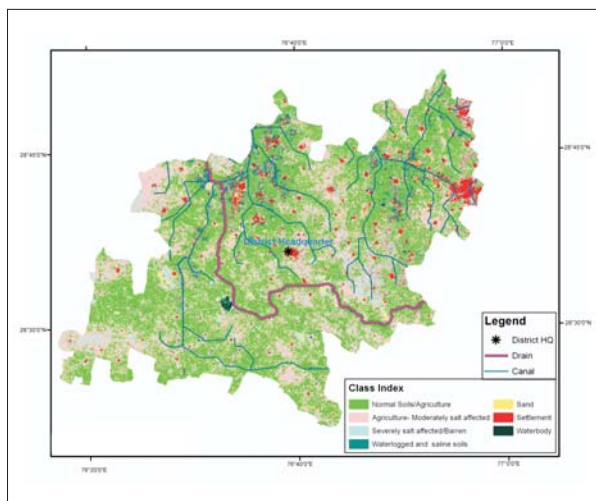 76°40'0"E 77°0'0"E
28°45'0"N 28°45'0"N
District Headquarter
28°30'0"N 28°30'0"N
Legend
District HQ
Drain
Canal
Class Index
Normal Soils/Agriculture
Agriculture- Moderately salt affected
Severely salt affected/Barren
Waterlogged and saline soils
Sand
Settlement
Waterbody
76°20'0"E 76°40'0"E 77°0'0"E